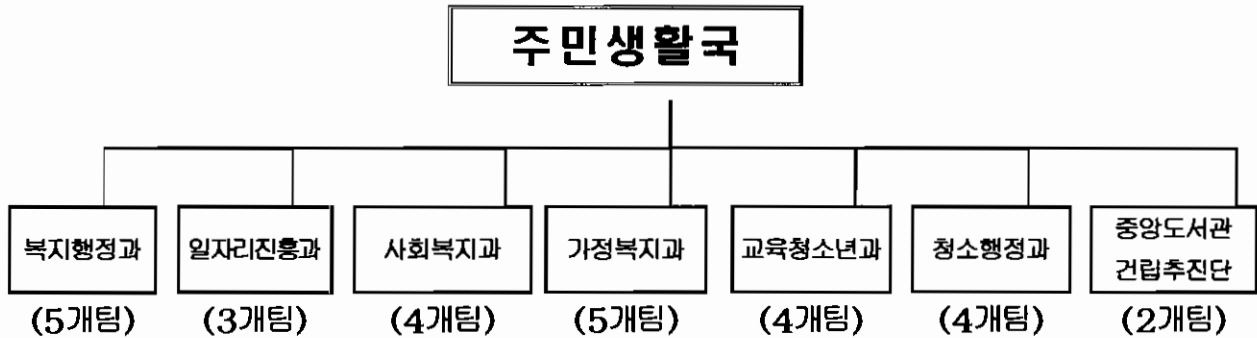 주민생활국
복지행정과
일자리진흥과
사회복지과
가정복지과
교육청소년과
청소행정과
중앙도서관
건립추진단
(5개팀)
(3개팀)
(4개팀)
(5개팀)
(4개팀)
(4개팀)
(2개팀)